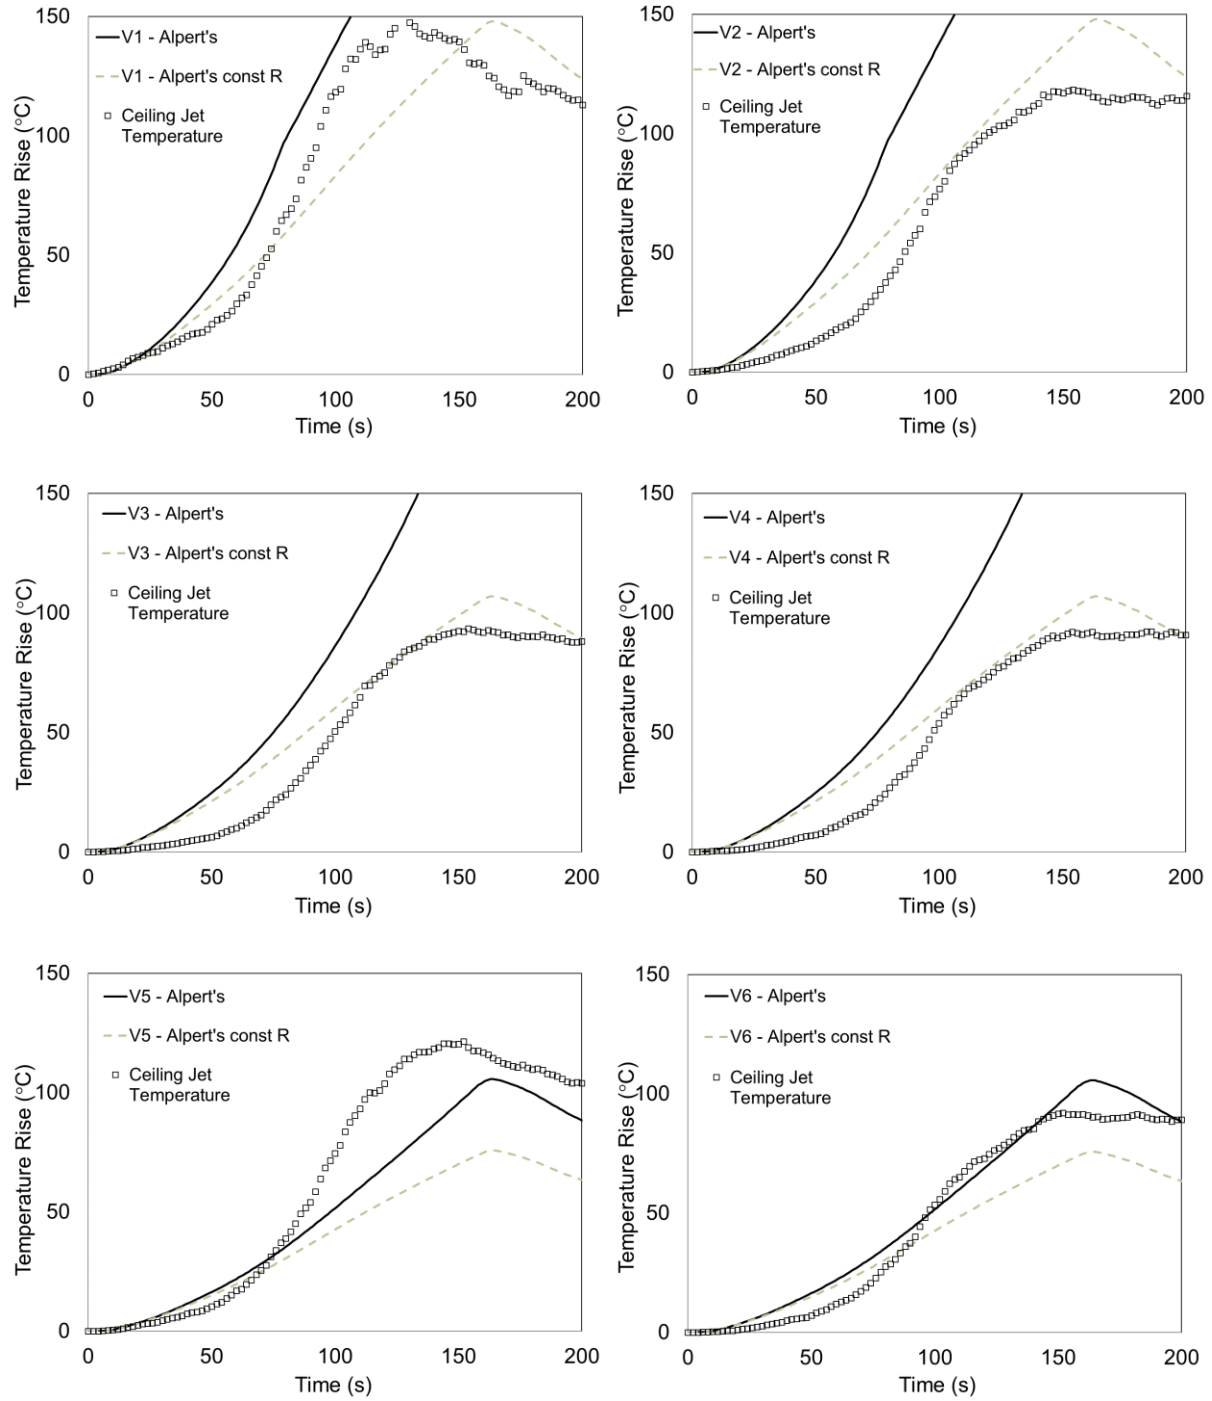 V1 - Alpert's
V1 - Alpert's const R
Ceiling Jet
Temperature
Temperature Rise (°C)
150
100
50
0
0 50 100 150 200
Time (s)
V2 - Alpert's
V2 - Alpert's const R
Ceiling Jet
Temperature
Temperature Rise (°C)
150
100
50
0
0 50 100 150 200
Time (s)
V3 - Alpert's
V3 - Alpert's const R
Ceiling Jet
Temperature
Temperature Rise (°C)
150
100
50
0
0 50 100 150 200
Time (s)
V4 - Alpert's
V4 - Alpert's const R
Ceiling Jet
Temperature
Temperature Rise (°C)
150
100
50
0
0 50 100 150 200
Time (s)
V5 - Alpert's
V5 - Alpert's const R
Ceiling Jet
Temperature
Temperature Rise (°C)
150
100
50
0
0 50 100 150 200
Time (s)
V6 - Alpert's
V6 - Alpert's const R
Ceiling Jet
Temperature
Temperature Rise (°C)
150
100
50
0
0 50 100 150 200
Time (s)